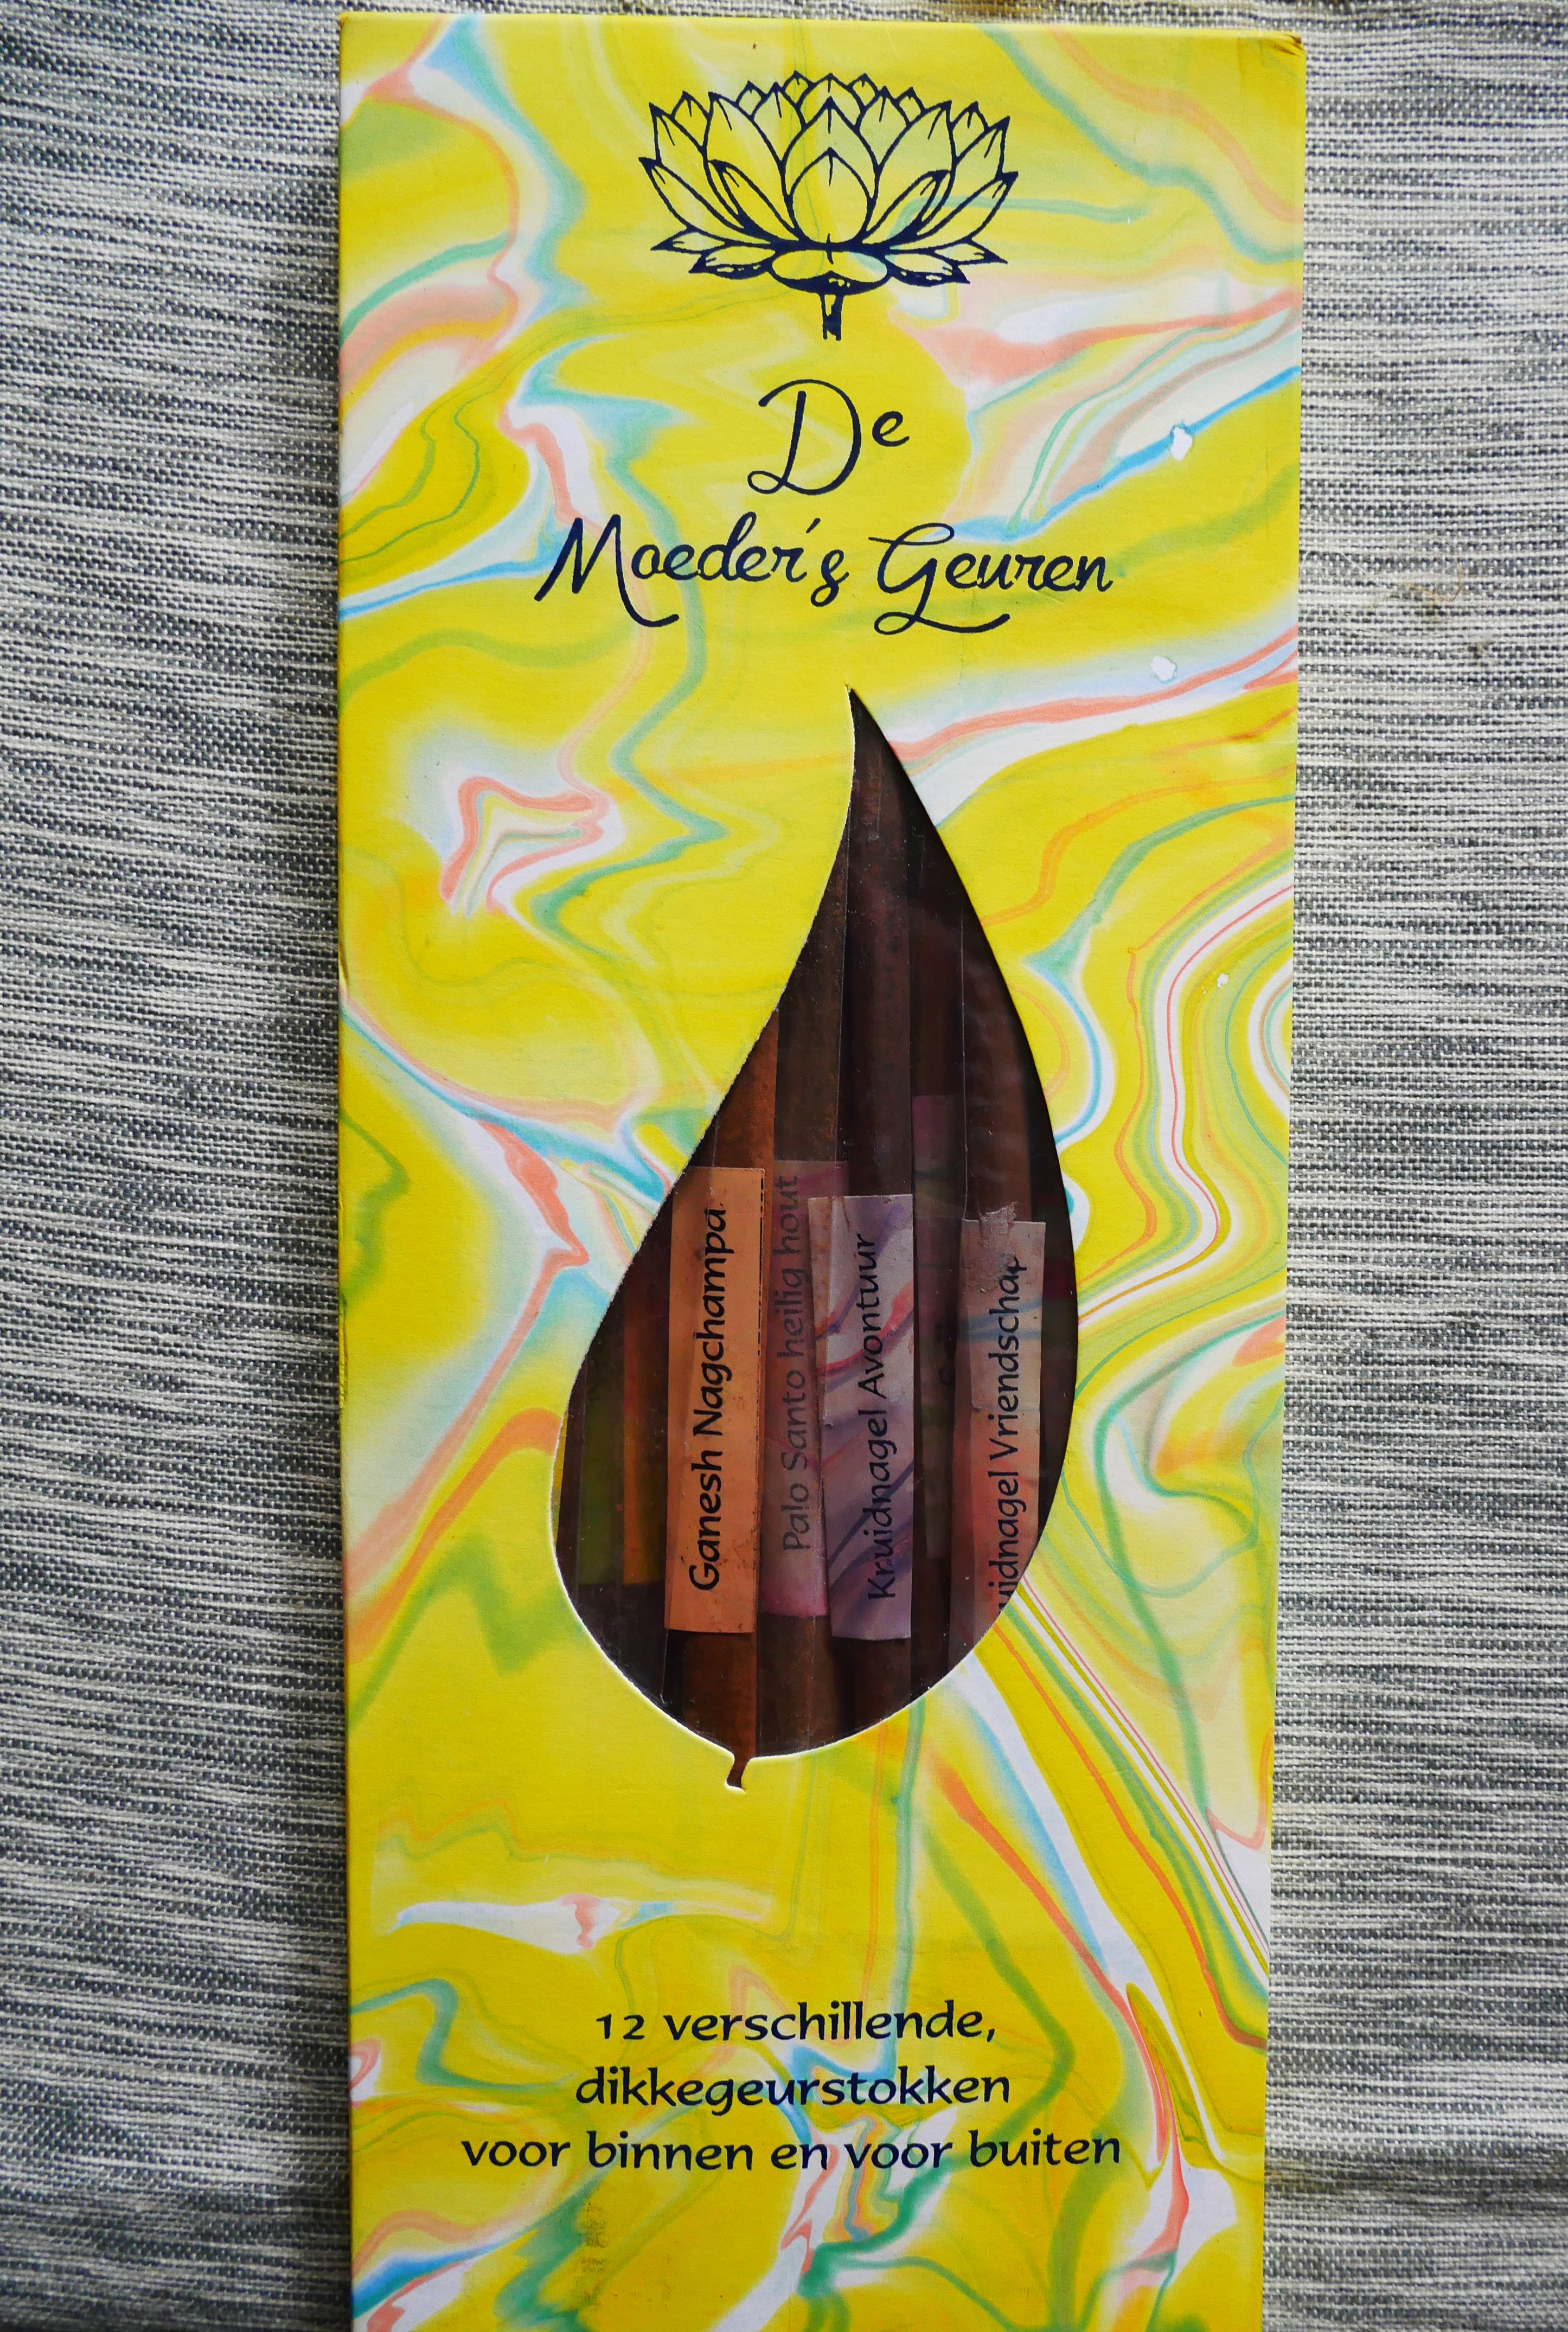 De
Moeder's Geuren
Ganesh Nagchampa
Palo Santo heilig hout
Kruidnagel Avontuur
Vriendschap
12 verschillende,
dikkegeurstokken
voor binnen en voor buiten